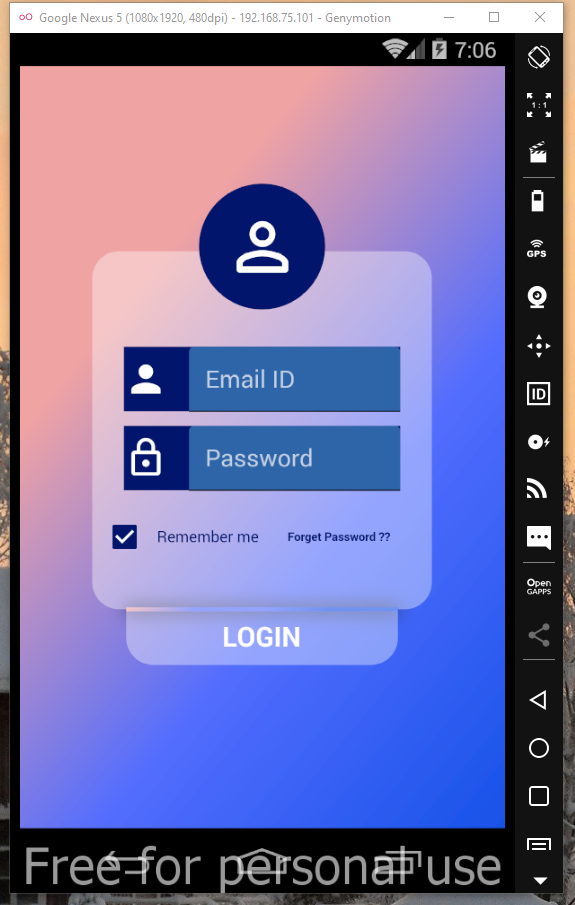 Google Nexus 5 (1080x1920, 480dpi) - 192.168.75.101 - Genymotion
7:06
1:1
GPS
Email ID
ID
Password
Remember me
Forget Password ??
Open
GAPPS
LOGIN
Free for personal use